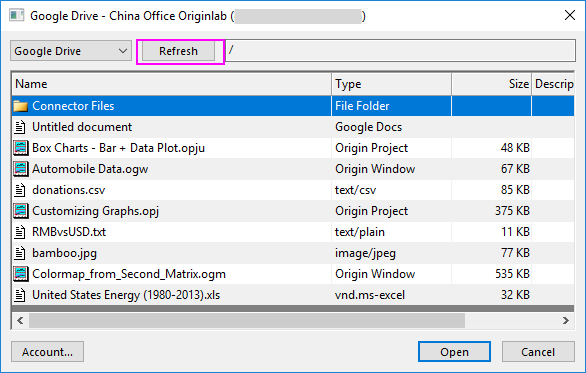 Google Drive - China Office Originlab (                    )
Google Drive Refresh /
Name Type Size Descrip
Connector Files File Folder
Untitled document Google Docs
Box Charts - Bar + Data Plot.opju Origin Project 48 KB
Automobile Data.ogw Origin Window 67 KB
donations.csv text/csv 85 KB
Customizing Graphs.opj Origin Project 375 KB
RMBvsUSD.txt text/plain 11 KB
bamboo.jpg image/jpeg 77 KB
Colormap_from_Second_Matrix.ogm Origin Window 535 KB
United States Energy (1980-2013).xls vnd.ms-excel 32 KB
Account... Open Cancel